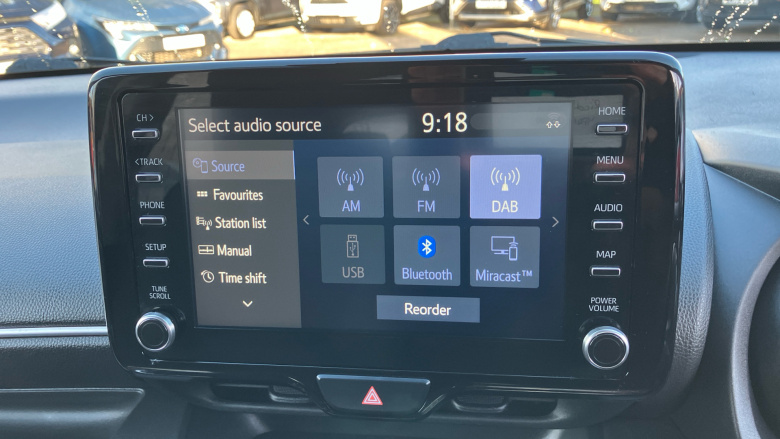 CH >
< TRACK
PHONE
SETUP
TUNE
SCROLL
Select audio source
9:18
Source
Favourites
Station list
Manual
Time shift
AM
FM
DAB
USB
Bluetooth
Miracast™
Reorder
HOME
MENU
AUDIO
MAP
POWER
VOLUME